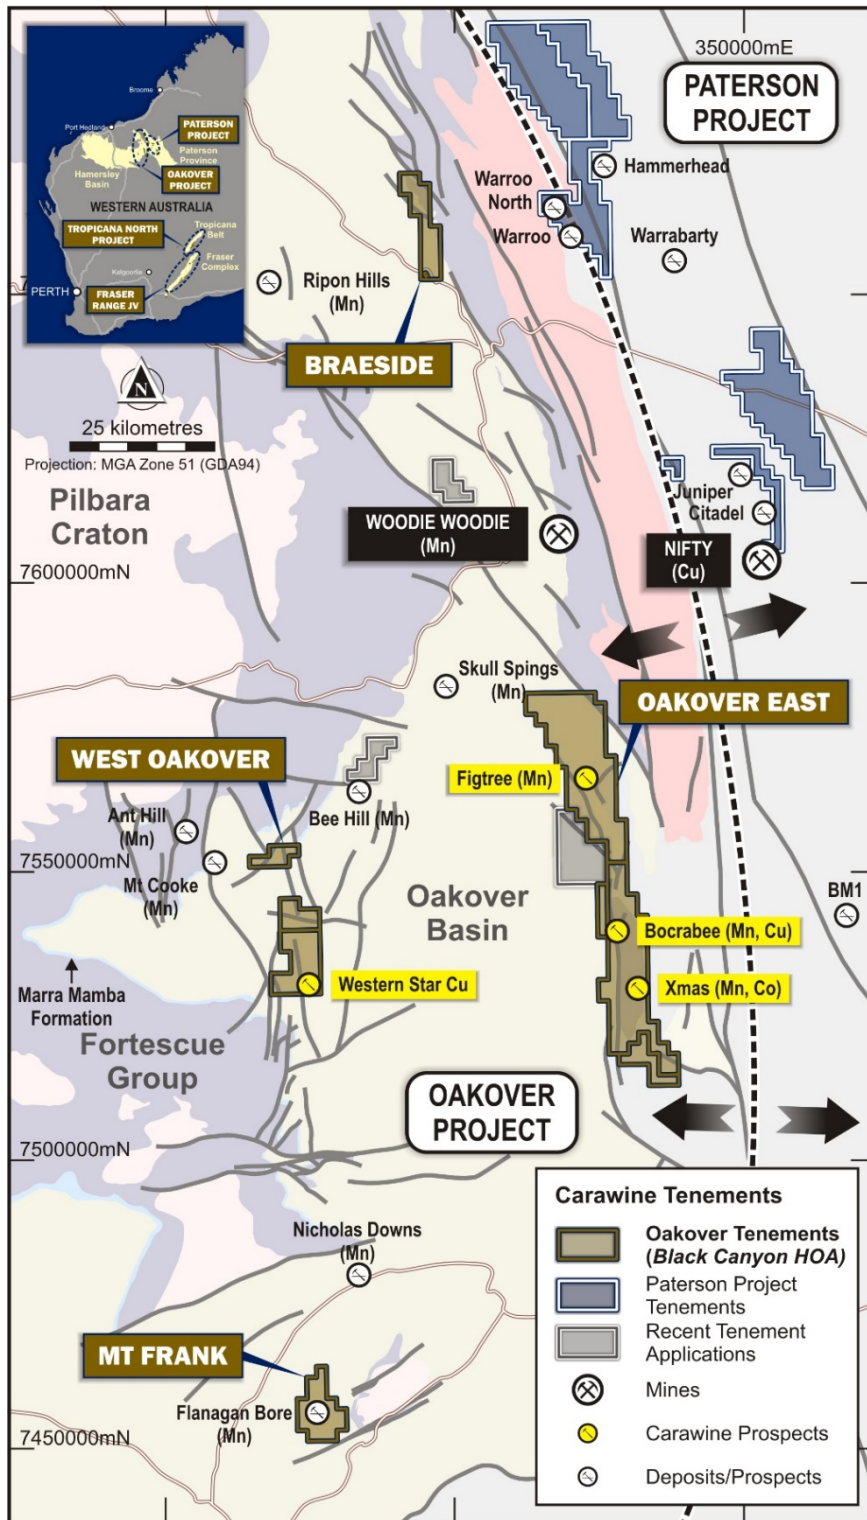 350000mE
PATERSON
PROJECT
Broome
Port Hedland
PATERSON
PROJECT
Paterson
Province
Hamersley
Basin
OAKOVER
PROJECT
WESTERN AUSTRALIA
TROPICANA NORTH
PROJECT
Tropicana
Belt
Kalgoorlie
Fraser
Complex
PERTH
FRASER
RANGE JV
Hammerhead
Warroo
North
Warroo
Warrabarty
Ripon Hills
(Mn)
BRAESIDE
N
25 kilometres
Projection: MGA Zone 51 (GDA94)
Pilbara
Craton
WOODIE WOODIE
(Mn)
Juniper
Citadel
NIFTY
(Cu)
7600000mN
Skull Spings
(Mn)
OAKOVER EAST
WEST OAKOVER
Figtree (Mn)
Bee Hill (Mn)
Ant Hill
(Mn)
Mt Cooke
(Mn)
7550000mN
Oakover
Basin
BM1
Bocrabee (Mn, Cu)
Xmas (Mn, Co)
Western Star Cu
Marra Mamba
Formation
Fortescue
Group
OAKOVER
PROJECT
7500000mN
Nicholas Downs
(Mn)
MT FRANK
Flanagan Bore
(Mn)
7450000mN
Carawine Tenements
Oakover Tenements
(Black Canyon HOA)
Paterson Project
Tenements
Recent Tenement
Applications
Mines
Carawine Prospects
Deposits/Prospects